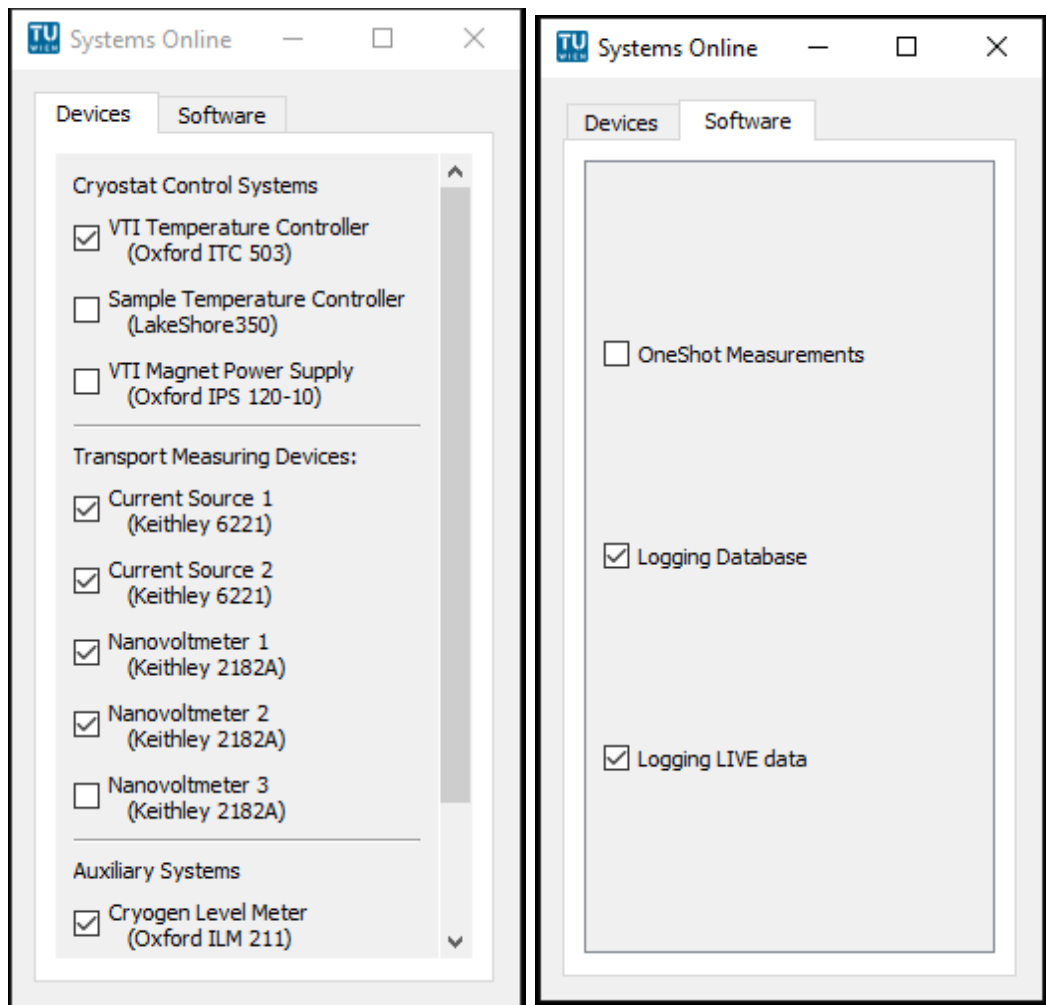 TU
WIEN
Systems Online
Devices
Software
Cryostat Control Systems
VTI Temperature Controller
(Oxford ITC 503)
Sample Temperature Controller
(LakeShore350)
VTI Magnet Power Supply
(Oxford IPS 120-10)
Transport Measuring Devices:
Current Source 1
(Keithley 6221)
Current Source 2
(Keithley 6221)
Nanovoltmeter 1
(Keithley 2182A)
Nanovoltmeter 2
(Keithley 2182A)
Nanovoltmeter 3
(Keithley 2182A)
Auxiliary Systems
Cryogen Level Meter
(Oxford ILM 211)
TU
WIEN
Systems Online
Devices
Software
OneShot Measurements
Logging Database
Logging LIVE data